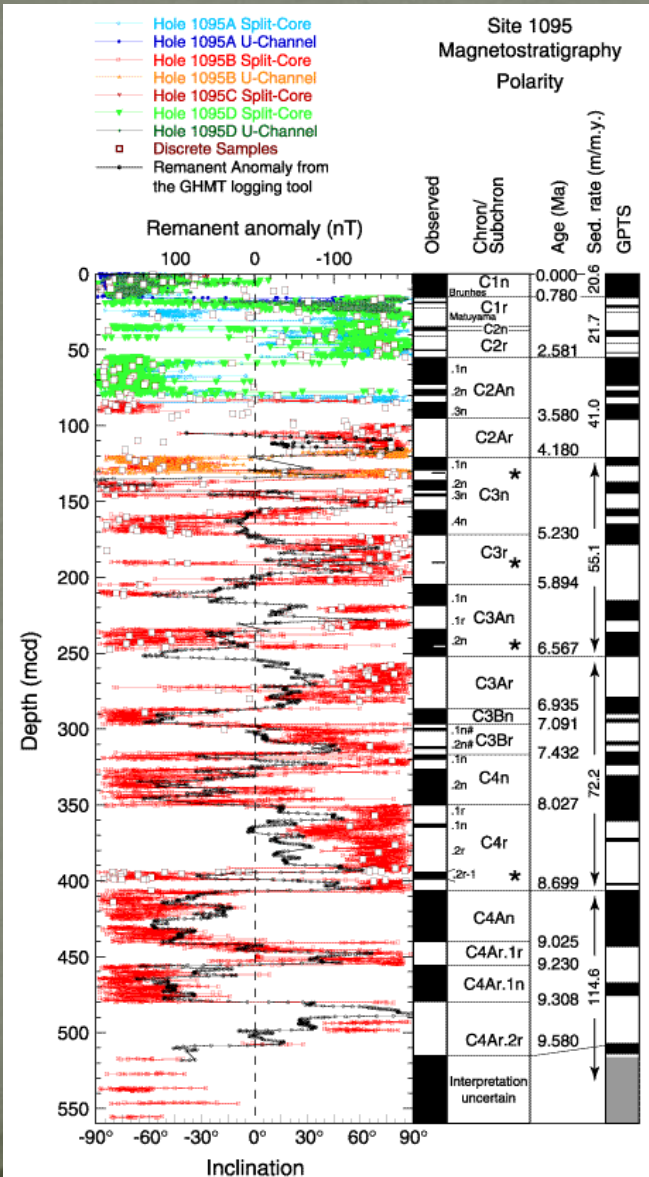 Hole 1095A Split-Core
Hole 1095A U-Channel
Hole 1095B Split-Core
Hole 1095B U-Channel
Hole 1095C Split-Core
Hole 1095D Split-Core
Hole 1095D U-Channel
Discrete Samples
Remanent Anomaly from
the GHMT logging tool
Site 1095
Magnetostratigraphy
Polarity
Remanent anomaly (nT)
100 0 -100
Observed
Chron/
Subchron
Age (Ma)
Sed. rate (m/m.y.)
GPTS
Depth (mcd)
0
50
100
150
200
250
300
350
400
450
500
550
-90° -60° -30° 0° 30° 60° 90°
Inclination
C1n
Brunhes
C1r
Matuyama
C2n
C2r
.1n
.2n C2An
.3n
C2Ar
.1n
*
.2n
.3n C3n
.4n
C3r *
.1n
.1r C3An
.2n *
C3Ar
C3Bn
.1n#
.2n# C3Br
.1n
C4n
.2n
.1r
.1n
C4r
.2r
.2r-1 *
C4An
C4Ar.1r
C4Ar.1n
C4Ar.2r
Interpretation
uncertain
0.000
0.780
2.581
3.580
4.180
5.230
5.894
6.567
6.935
7.091
7.432
8.027
8.699
9.025
9.230
9.308
9.580
20.6
21.7
41.0
55.1
72.2
114.6